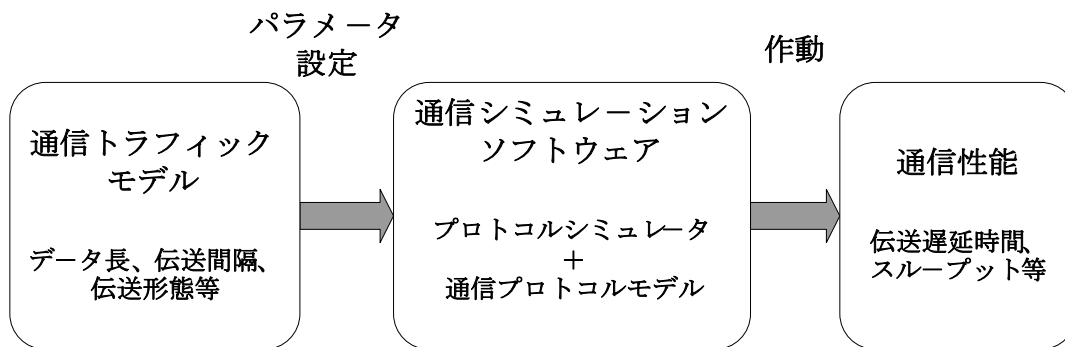 パラメータ
設定
作動
通信トラフィック
モデル
データ長、伝送間隔、
伝送形態等
通信シミュレーション
ソフトウェア
プロトコルシミュレータ
+
通信プロトコルモデル
通信性能
伝送遅延時間、
スループット等